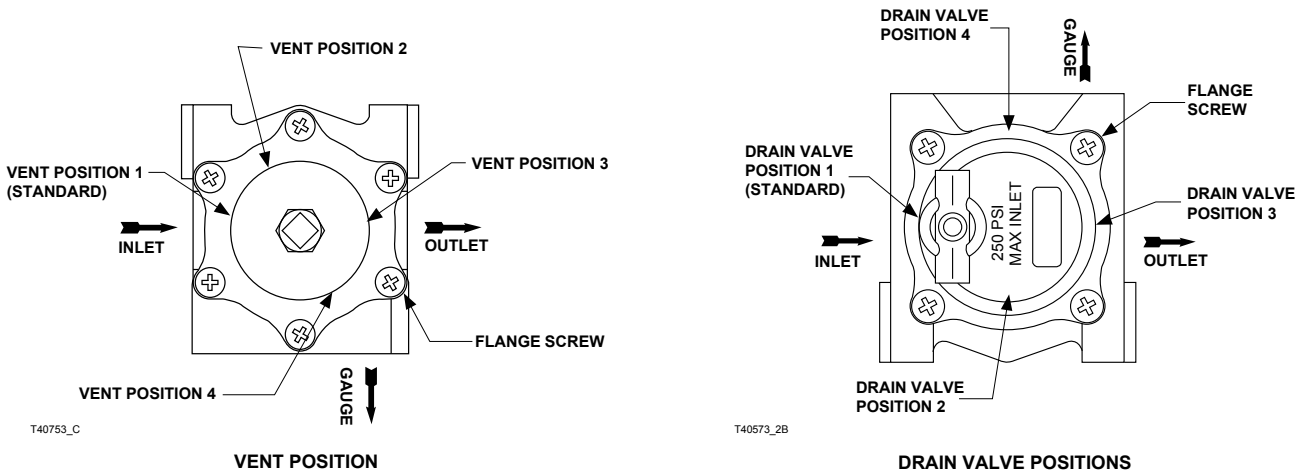 VENT POSITION 2
VENT POSITION 1
(STANDARD)
VENT POSITION 3
INLET
OUTLET
FLANGE SCREW
VENT POSITION 4
GAUGE
T40753_C
VENT POSITION
DRAIN VALVE
POSITION 4
GAUGE
FLANGE
SCREW
DRAIN VALVE
POSITION 1
(STANDARD)
250 PSI
MAX INLET
DRAIN VALVE
POSITION 3
INLET
OUTLET
DRAIN VALVE
POSITION 2
T40573_2B
DRAIN VALVE POSITIONS